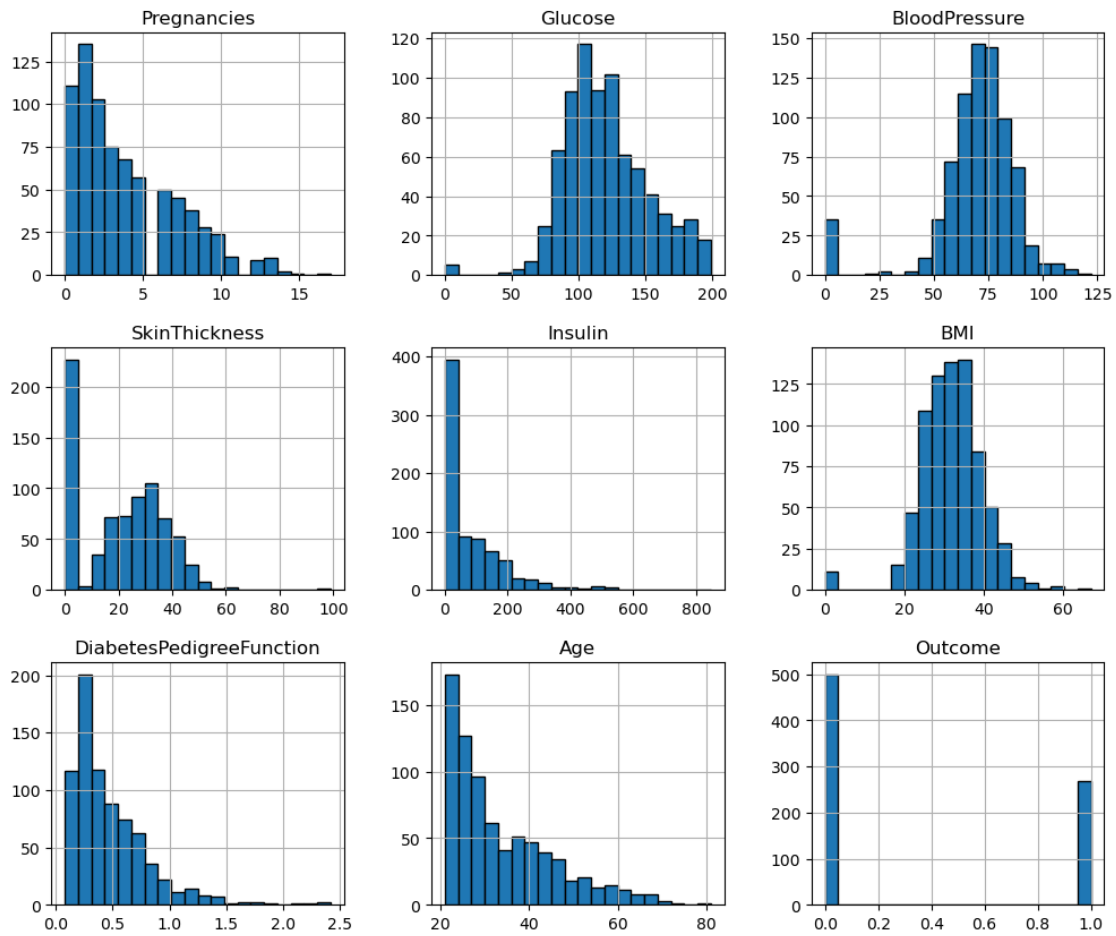 Pregnancies
125
100
75
50
25
0
0 5 10 15
Glucose
120
100
80
60
40
20
0
0 50 100 150 200
BloodPressure
150
125
100
75
50
25
0
0 25 50 75 100 125
SkinThickness
200
150
100
50
0
0 20 40 60 80 100
Insulin
400
300
200
100
0
0 200 400 600 800
BMI
125
100
75
50
25
0
0 20 40 60
DiabetesPedigreeFunction
200
150
100
50
0
0.0 0.5 1.0 1.5 2.0 2.5
Age
150
100
50
0
20 40 60 80
Outcome
500
400
300
200
100
0
0.0 0.2 0.4 0.6 0.8 1.0